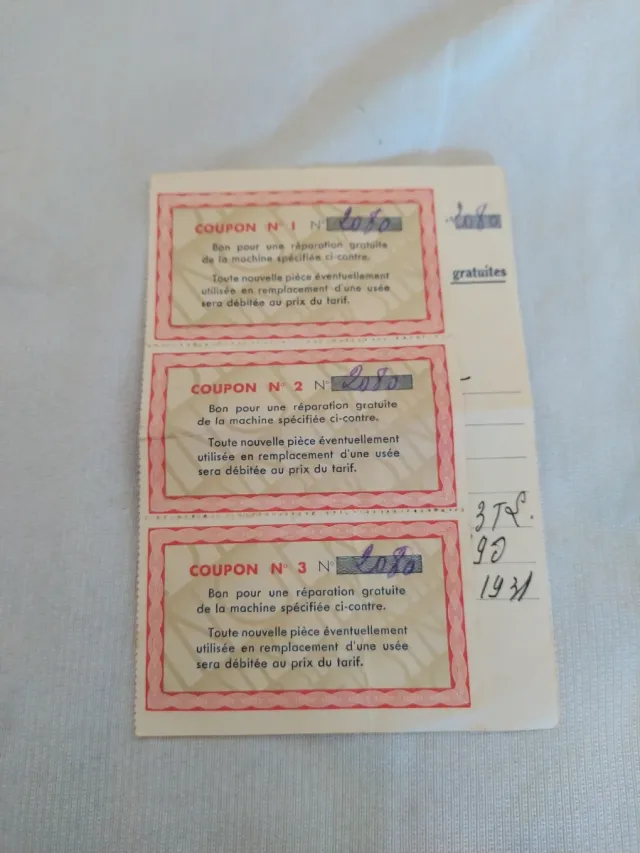 COUPON N° 1 N° 2080
Bon pour une réparation gratuite
de la machine spécifiée ci-contre.
Toute nouvelle pièce éventuellement
utilisée en remplacement d'une usée
sera débitée au prix du tarif.
COUPON N° 2 N° 2080
Bon pour une réparation gratuite
de la machine spécifiée ci-contre.
Toute nouvelle pièce éventuellement
utilisée en remplacement d'une usée
sera débitée au prix du tarif.
COUPON N° 3 N° 2080
Bon pour une réparation gratuite
de la machine spécifiée ci-contre.
Toute nouvelle pièce éventuellement
utilisée en remplacement d'une usée
sera débitée au prix du tarif.
2080
gratuites
1931